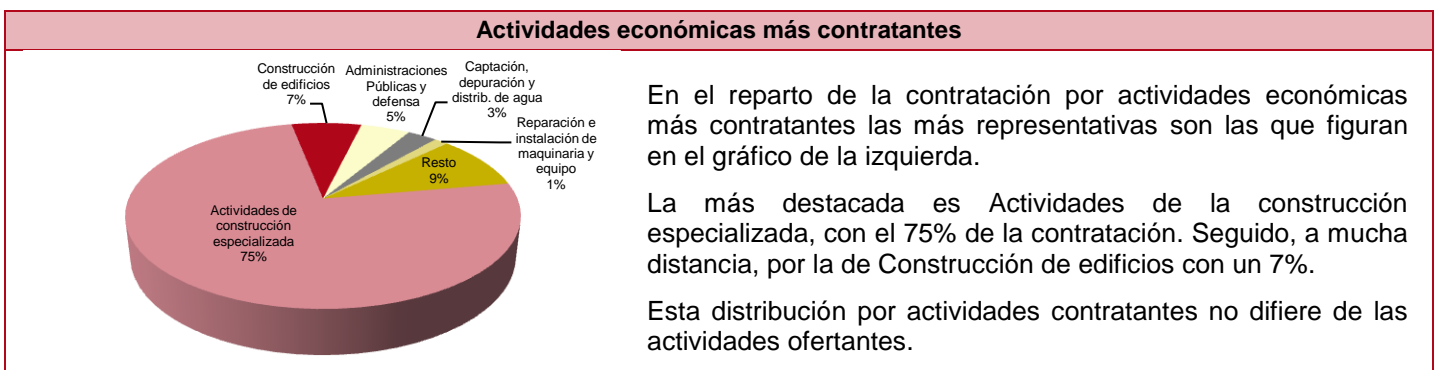 Actividades económicas más contratantes
Construcción
de edificios
7%
Administraciones
Públicas y
defensa
5%
Captación,
depuración y
distrib. de agua
3%
Reparación e
instalación de
maquinaria y
equipo
1%
Resto
9%
Actividades de
construcción
especializada
75%
En el reparto de la contratación por actividades económicas
más contratantes las más representativas son las que figuran
en el gráfico de la izquierda.
La más destacada es Actividades de la construcción
especializada, con el 75% de la contratación. Seguido, a mucha
distancia, por la de Construcción de edificios con un 7%.
Esta distribución por actividades contratantes no difiere de las
actividades ofertantes.